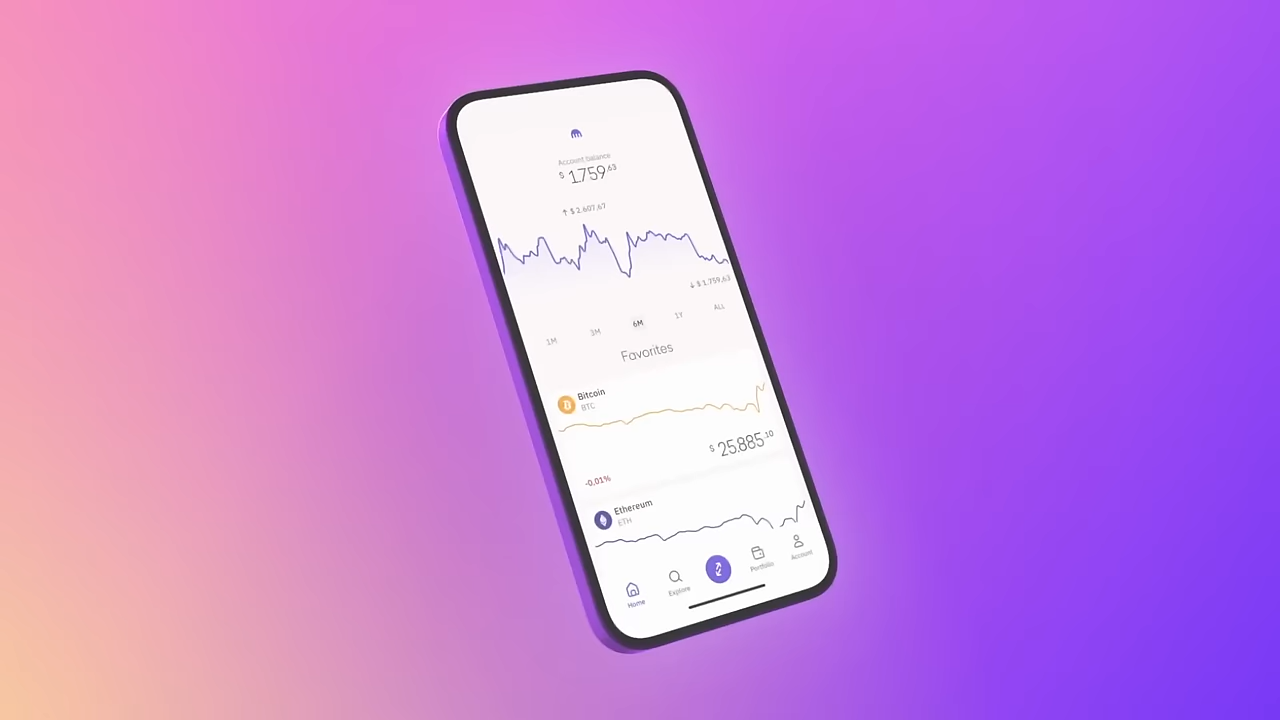 Account balance
$ 1759.63
↑ $ 2.607,67
↓ $ 1.759,63
1M 3M 6M 1Y ALL
Favorites
Bitcoin
BTC
$ 25.885.10
-0,01%
Ethereum
ETH
Home Explore Portfolio Account